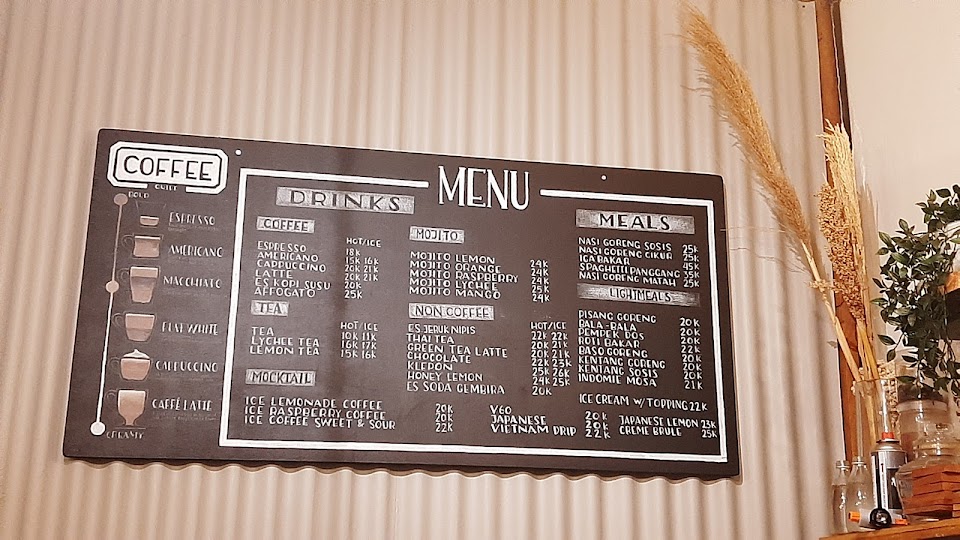 COFFEE
BOLD
ESPRESSO
AMERICANO
MACCHIATO
FLAT WHITE
CAPPUCCINO
CAFFÈ LATTE
CREAMY
MENU
DRINKS
COFFEE
HOT/ICE
ESPRESSO 18K
AMERICANO 15K 16K
CAPPUCCINO 20K 21K
LATTE 20K 21K
ES KOPI SUSU 20K
AFFOGATO 25K
TEA
HOT/ICE
TEA 10K 11K
LYCHEE TEA 16K 17K
LEMON TEA 15K 16K
MOCKTAIL
ICE LEMONADE COFFEE 20K
ICE RASPBERRY COFFEE 20K
ICE COFFEE SWEET & SOUR 22K
MOJITO
MOJITO LEMON 24K
MOJITO ORANGE 24K
MOJITO RASPBERRY 24K
MOJITO LYCHEE 25K
MOJITO MANGO 24K
NON COFFEE
HOT/ICE
ES JERUK NIPIS 22K
THAI TEA 20K 21K
GREEN TEA LATTE 20K 21K
CHOCOLATE 22K 23K
KLEPON 25K 26K
HONEY LEMON 24K 25K
ES SODA GEMBIRA 20K
V60 20K
JAPANESE 20K
VIETNAM DRIP 22K
MEALS
NASI GORENG SOSIS 25K
NASI GORENG CIKUR 25K
IGA BAKAR 45K
SPAGHETTI PANGGANG 35K
NASI GORENG MATAH 25K
LIGHTMEALS
PISANG GORENG 20K
BALA-BALA 20K
PEMPEK DOS 20K
ROTI BAKAR 22K
BASO GORENG 20K
KENTANG GORENG 20K
KENTANG SOSIS 20K
INDOMIE MOSA 21K
ICE CREAM W/ TOPPING 22K
JAPANESE LEMON 23K
CREME BRULE 25K